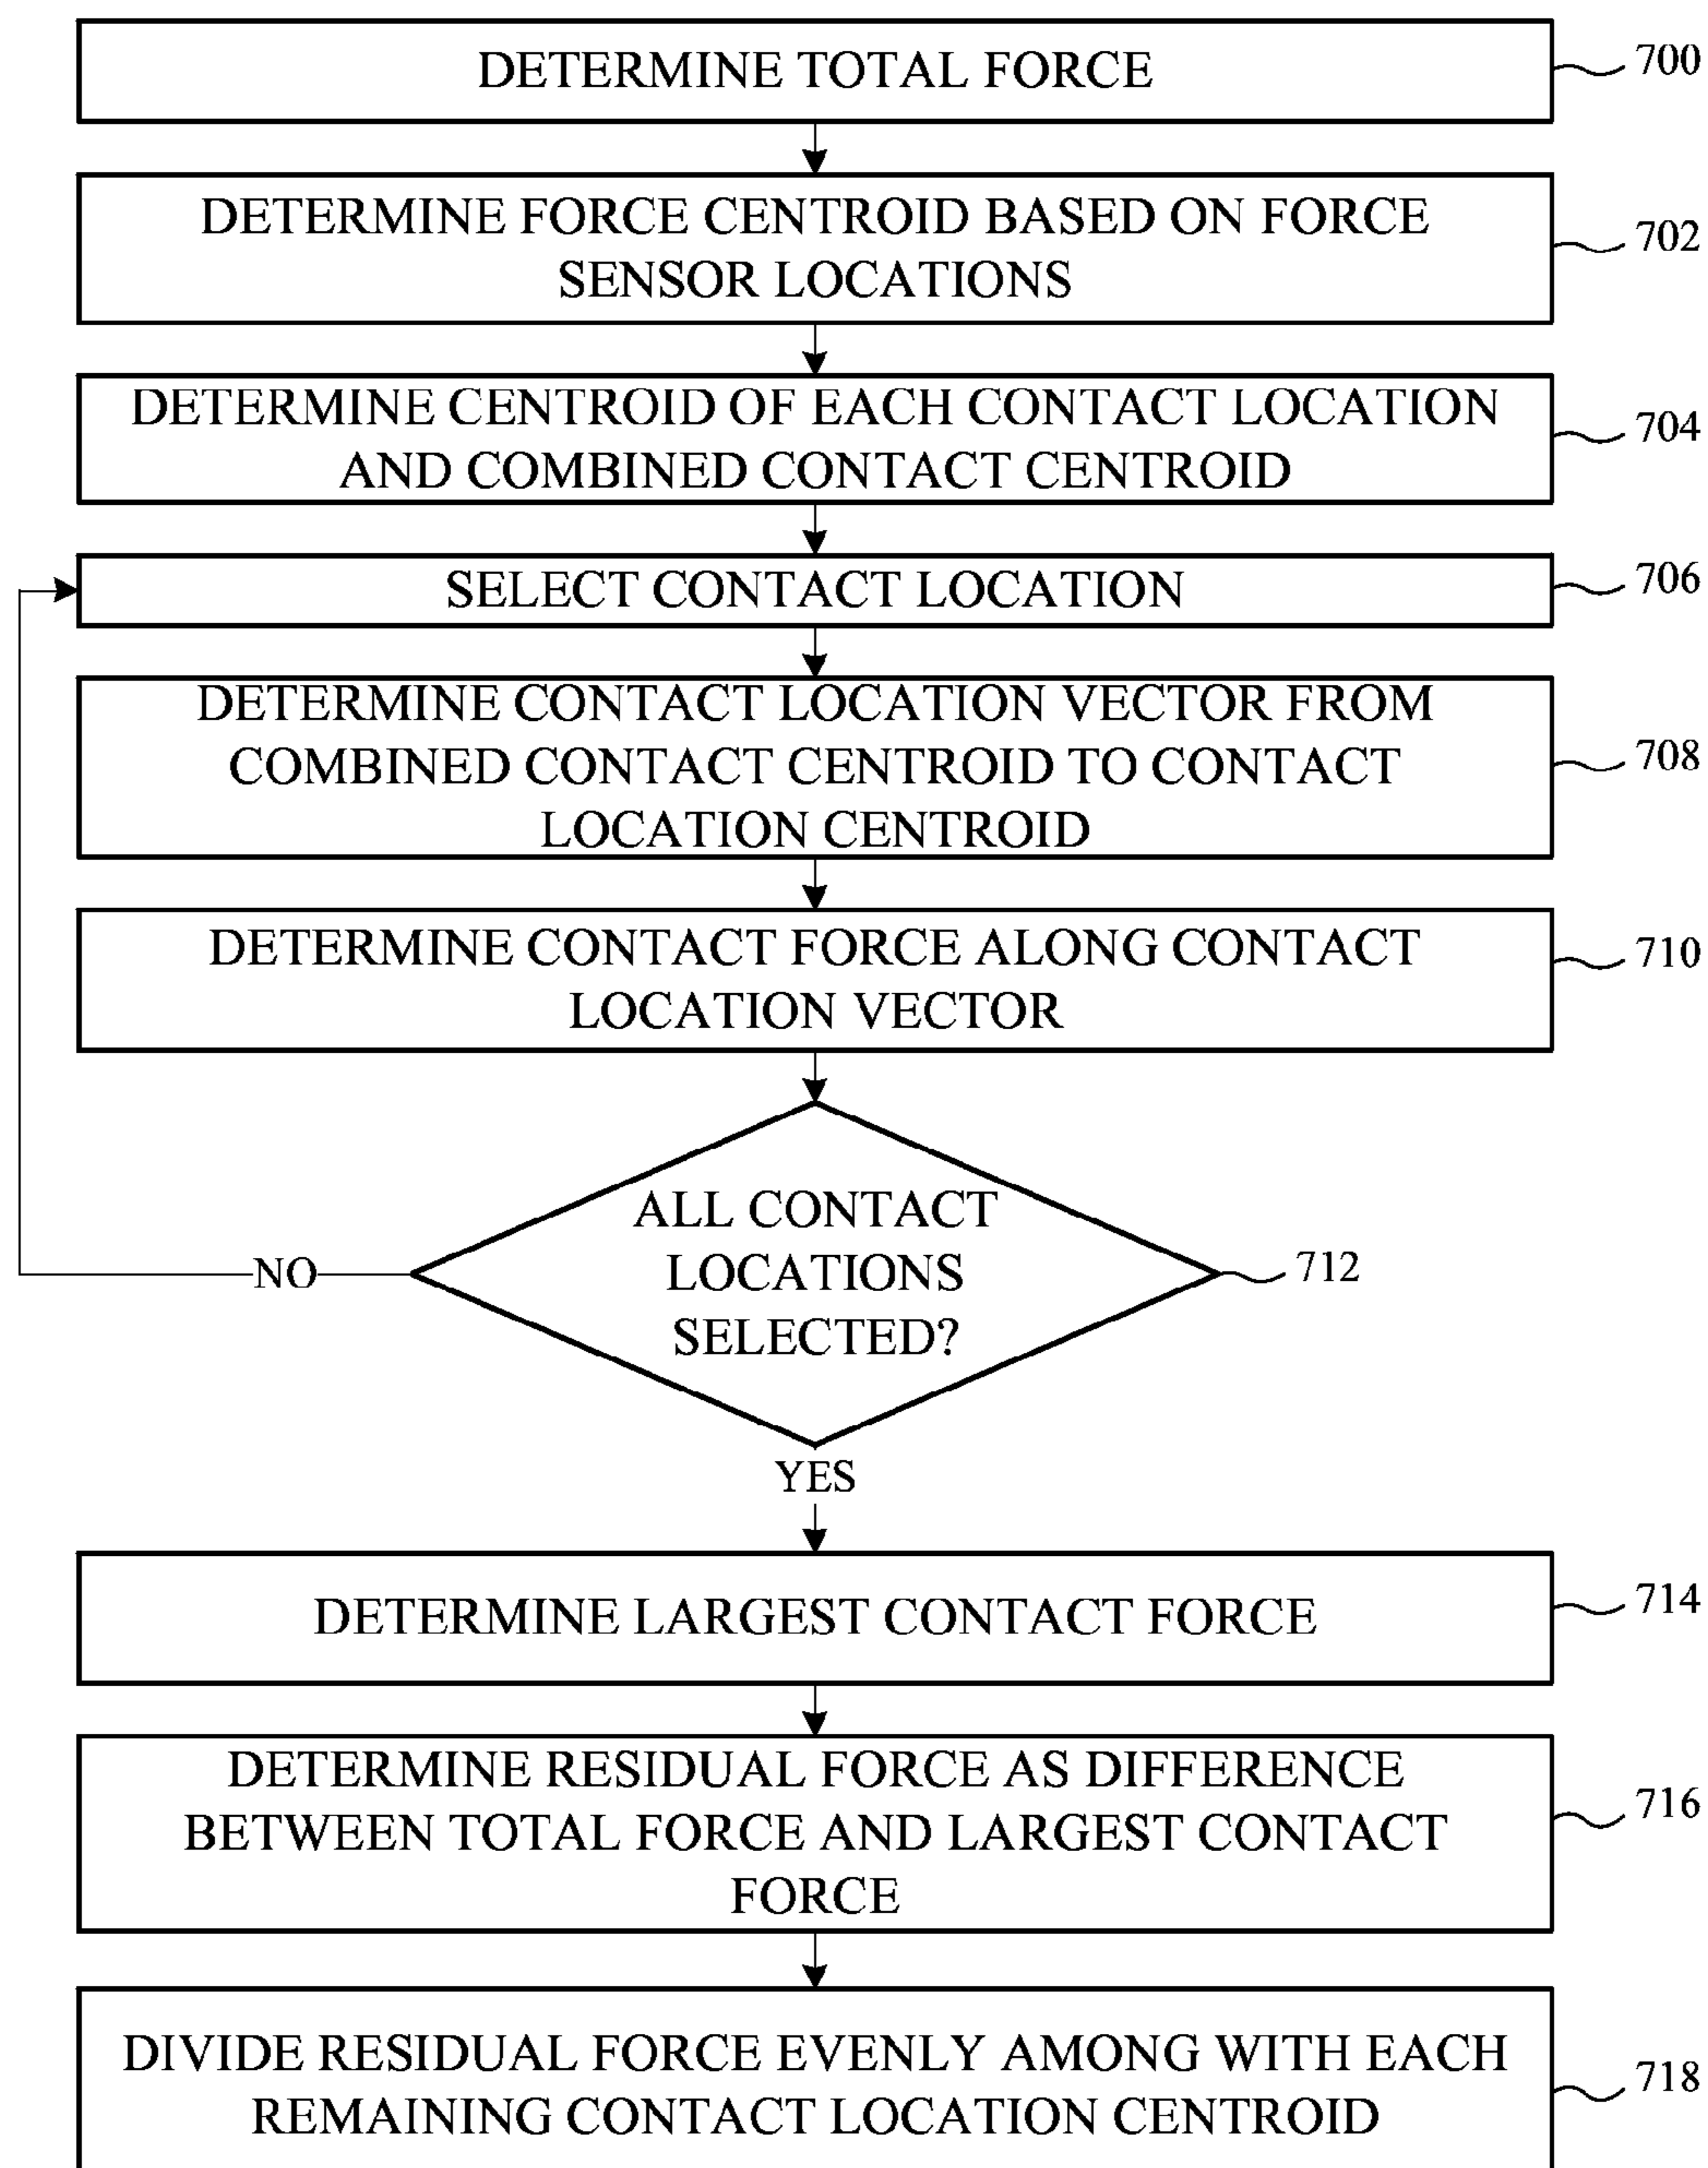 DETERMINE TOTAL FORCE
700
DETERMINE FORCE CENTROID BASED ON FORCE
SENSOR LOCATIONS
702
DETERMINE CENTROID OF EACH CONTACT LOCATION
AND COMBINED CONTACT CENTROID
704
SELECT CONTACT LOCATION
706
DETERMINE CONTACT LOCATION VECTOR FROM
COMBINED CONTACT CENTROID TO CONTACT
LOCATION CENTROID
708
DETERMINE CONTACT FORCE ALONG CONTACT
LOCATION VECTOR
710
ALL CONTACT
LOCATIONS
SELECTED?
712
NO
YES
DETERMINE LARGEST CONTACT FORCE
714
DETERMINE RESIDUAL FORCE AS DIFFERENCE
BETWEEN TOTAL FORCE AND LARGEST CONTACT
FORCE
716
DIVIDE RESIDUAL FORCE EVENLY AMONG WITH EACH
REMAINING CONTACT LOCATION CENTROID
718